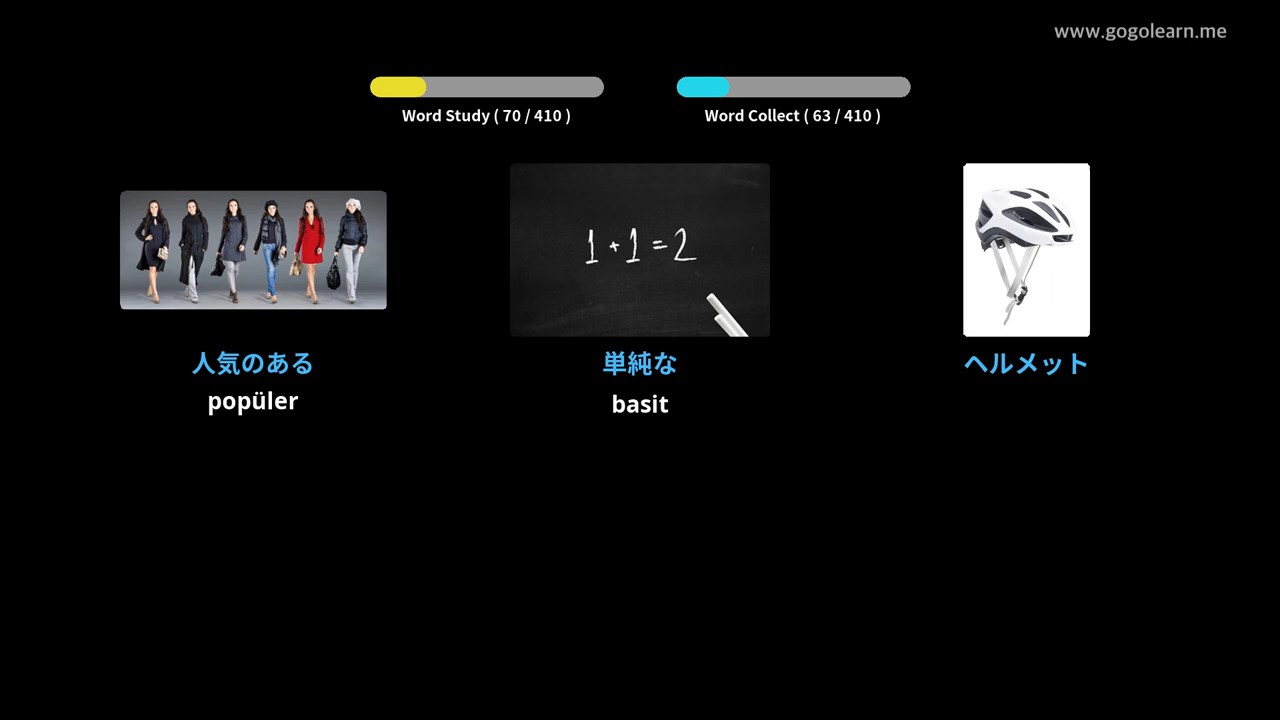 www.gogolearn.me
Word Study ( 70 / 410 )
Word Collect ( 63 / 410 )
1 + 1 = 2
人気のある
popüler
単純な
basit
ヘルメット